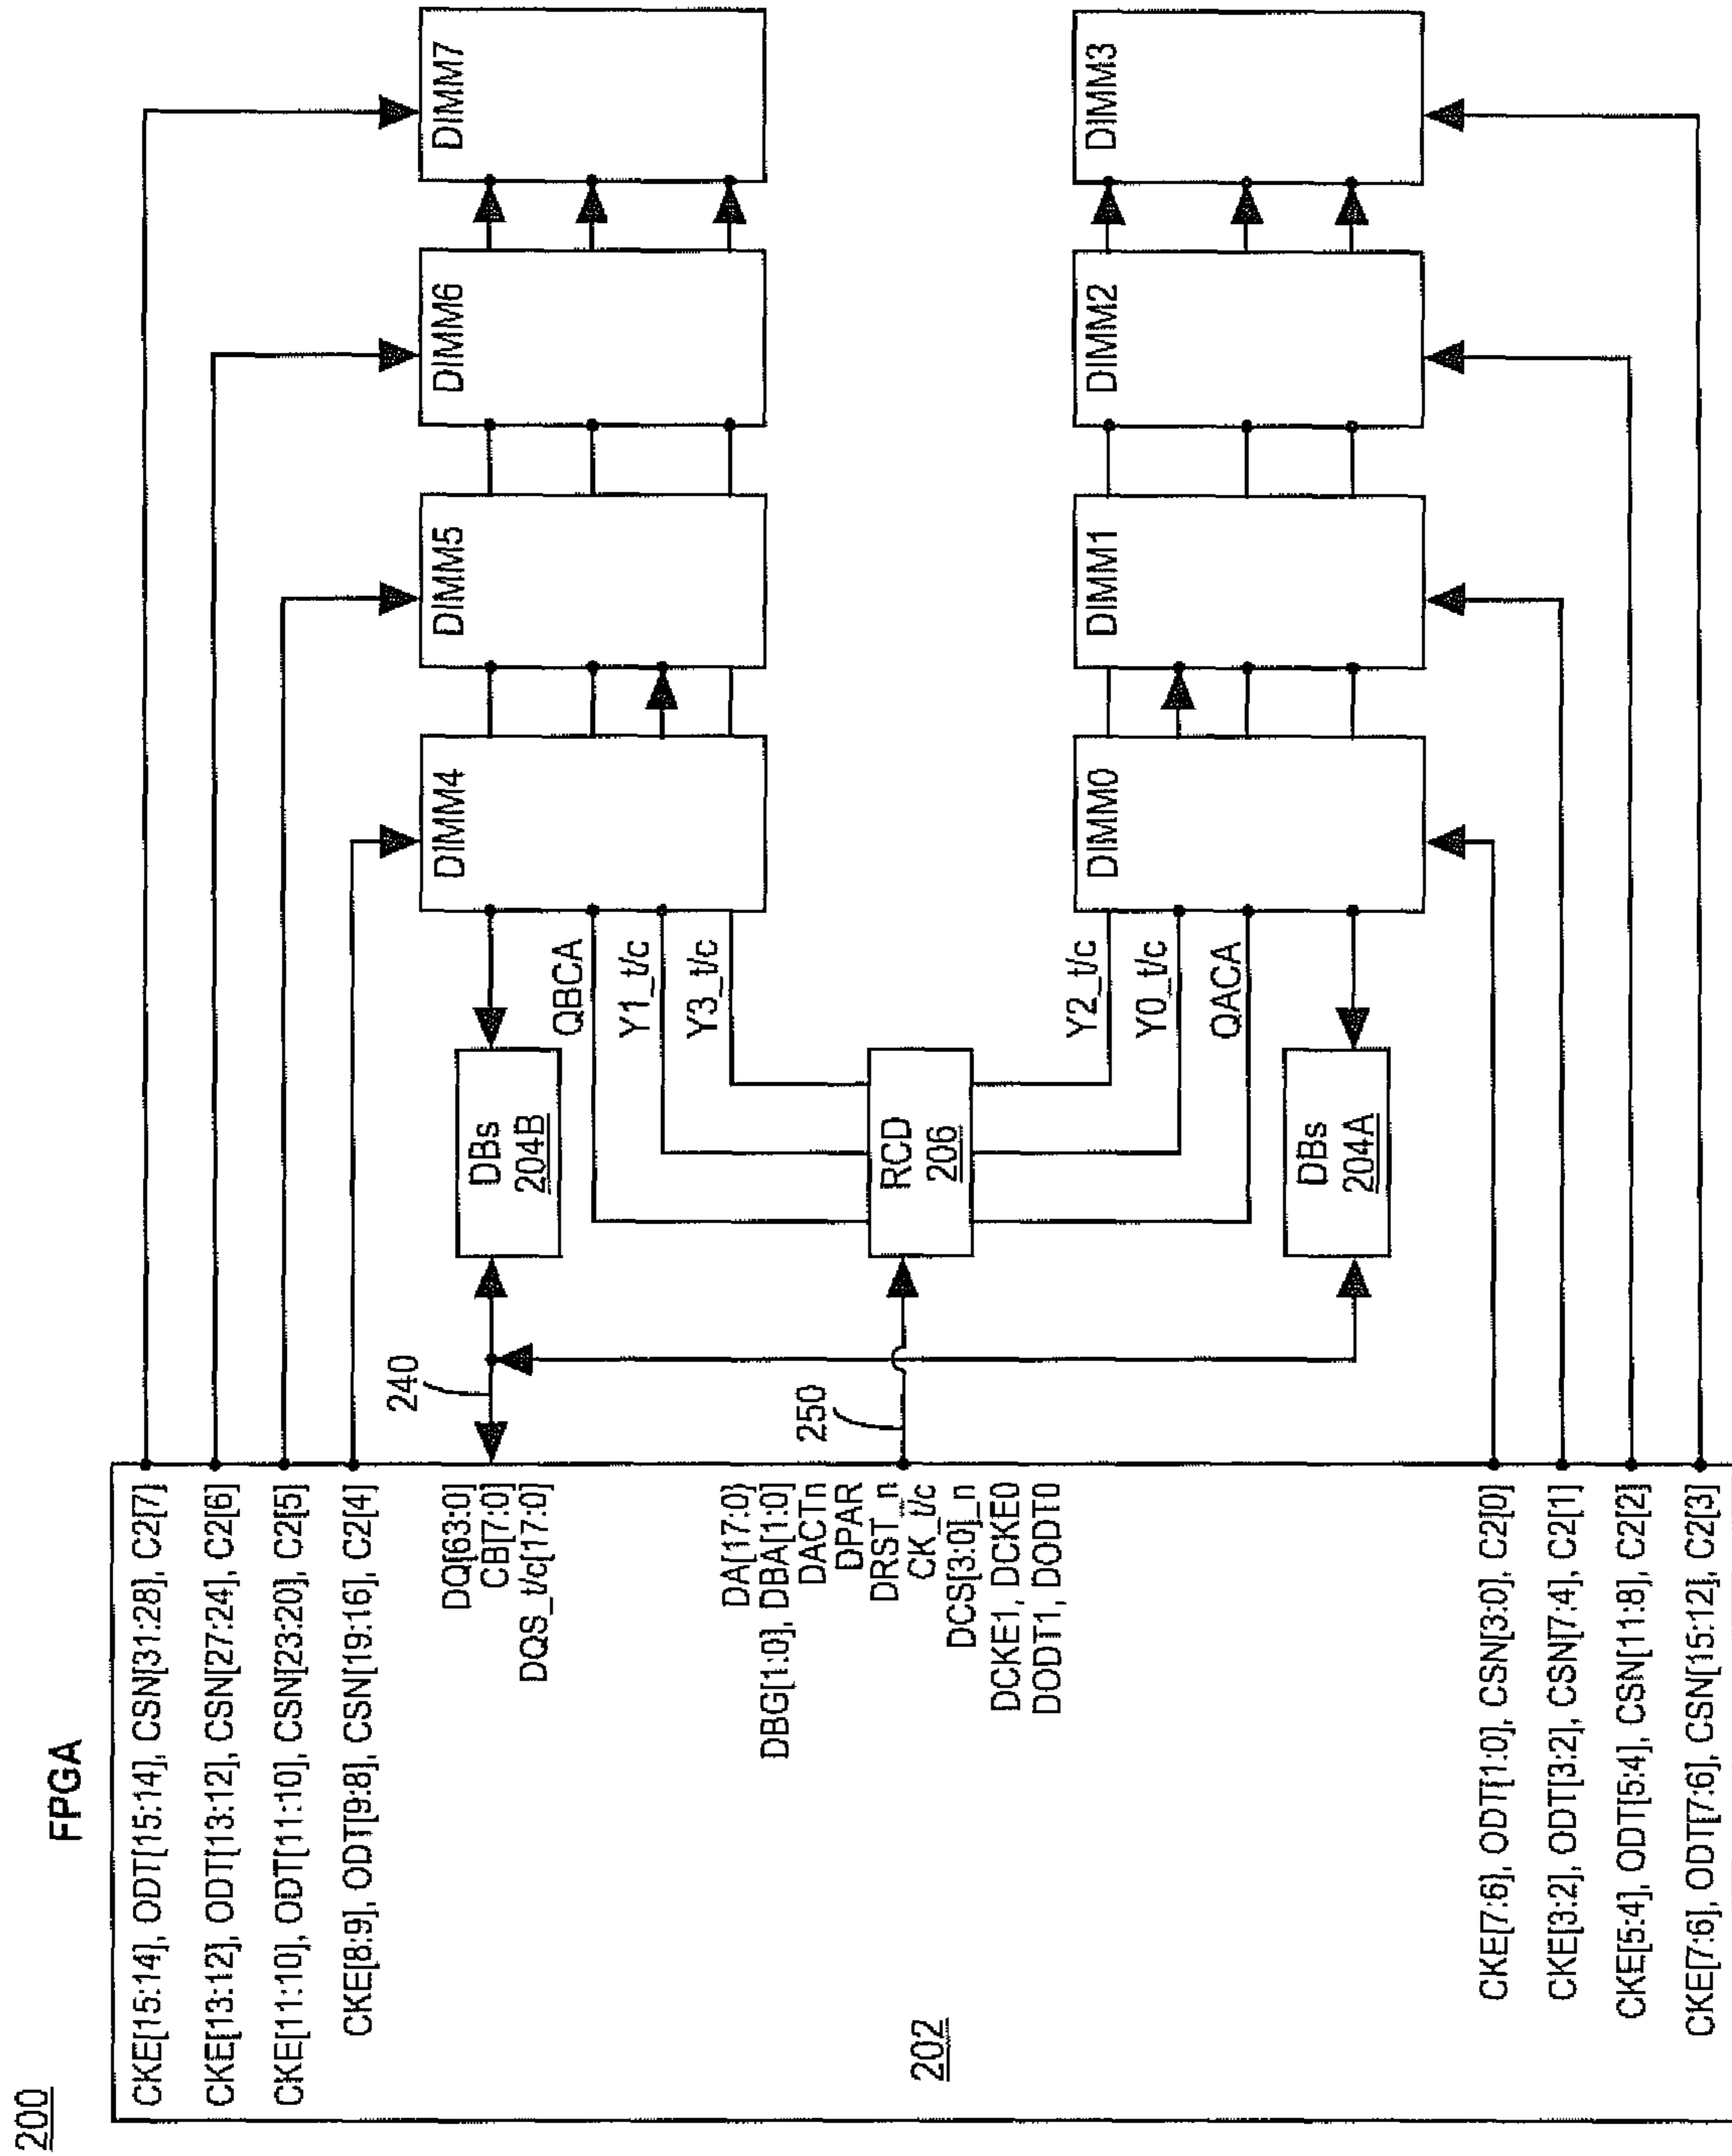 200
FPGA
CKE[15:14], ODT[15:14], CSN[31:28], C2[7]
CKE[13:12], ODT[13:12], CSN[27:24], C2[6]
CKE[11:10], ODT[11:10], CSN[23:20], C2[5]
CKE[8:9], ODT[9:8], CSN[19:16], C2[4]
DQ[63:0]
CB[7:0]
DQS_t/c[17:0]
DA[17:0}
DBG[1:0], DBA[1:0]
DACTn
DPAR
DRST_n
CK_t/c
DCS[3:0]_n
DCKE1, DCKE0
DODT1, DODT0
202
CKE[7:6], ODT[1:0], CSN[3:0], C2[0]
CKE[3:2], ODT[3:2], CSN[7:4], C2[1]
CKE[5:4], ODT[5:4], CSN[11:8], C2[2]
CKE[7:6], ODT[7:6], CSN[15:12], C2[3]
240
250
DBs
204B
RCD
206
DBs
204A
QBCA
Y1_t/c
Y3_t/c
Y2_t/c
Y0_t/c
QACA
DIMM4
DIMM5
DIMM6
DIMM7
DIMM0
DIMM1
DIMM2
DIMM3